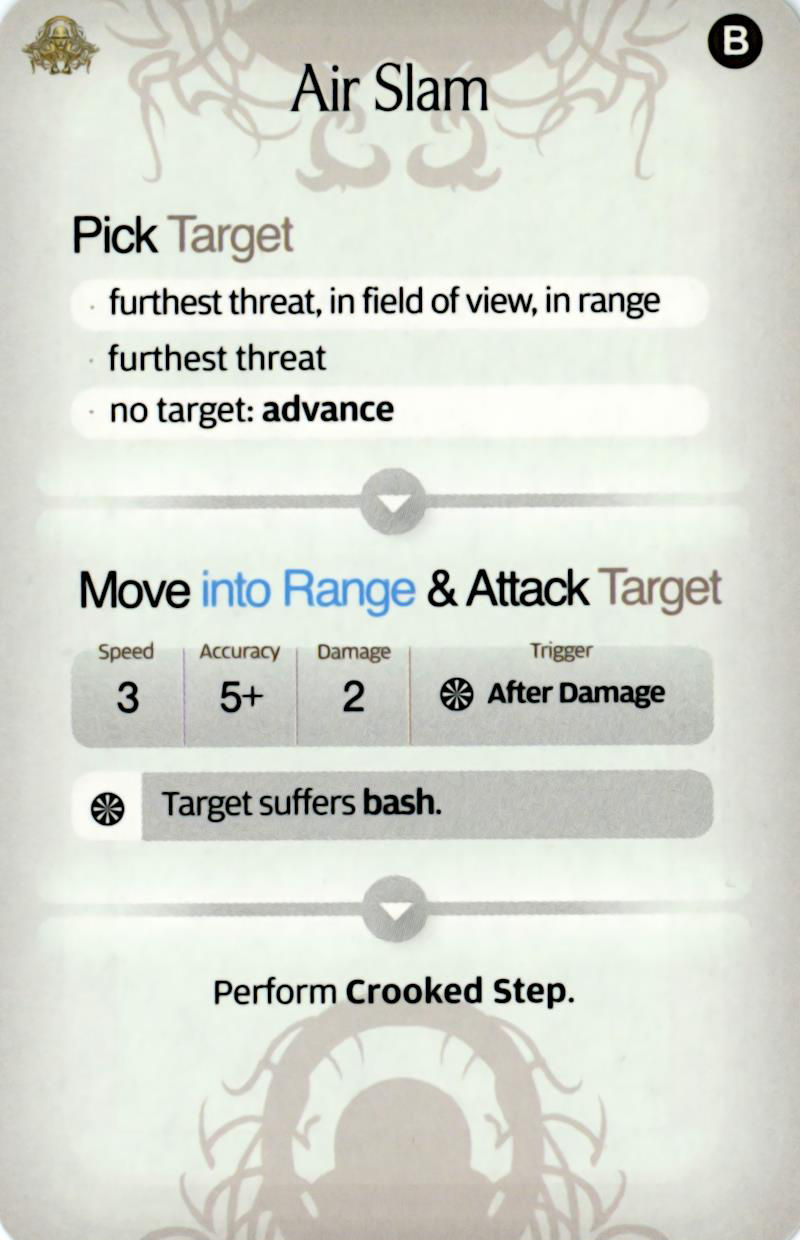 B
Air Slam
Pick Target
· furthest threat, in field of view, in range
· furthest threat
· no target: advance
Move into Range & Attack Target
Speed Accuracy Damage Trigger
3 5+ 2 After Damage
Target suffers bash.
Perform Crooked Step.